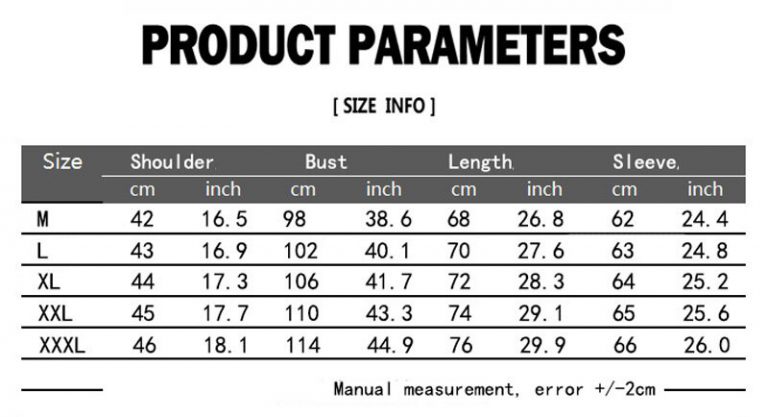 PRODUCT PARAMETERS
[ SIZE INFO ]
Size Shoulder Bust Length Sleeve
cm inch cm inch cm inch cm inch
M 42 16.5 98 38.6 68 26.8 62 24.4
L 43 16.9 102 40.1 70 27.6 63 24.8
XL 44 17.3 106 41.7 72 28.3 64 25.2
XXL 45 17.7 110 43.3 74 29.1 65 25.6
XXXL 46 18.1 114 44.9 76 29.9 66 26.0
Manual measurement, error +/-2cm